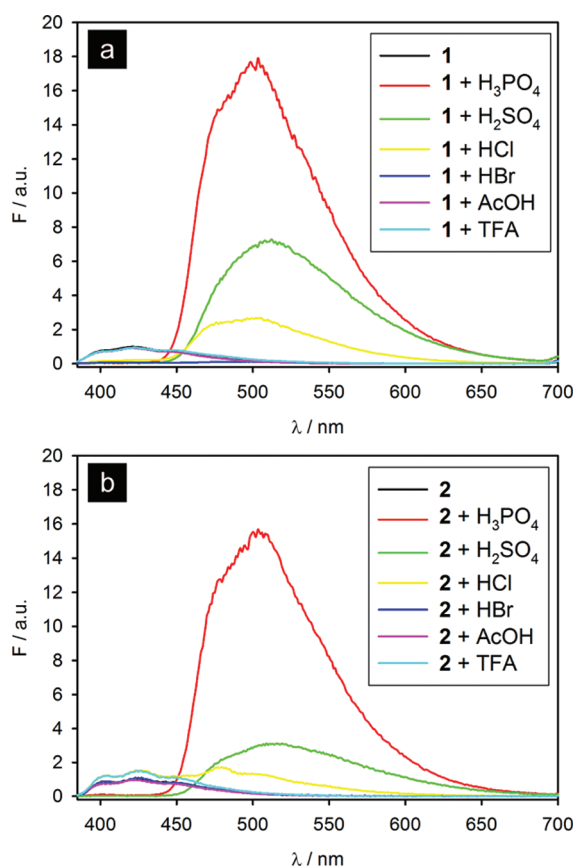 a
20
18
16
14
12
10
8
6
4
2
0
F / a.u.
1
1 + H₃PO₄
1 + H₂SO₄
1 + HCl
1 + HBr
1 + AcOH
1 + TFA
400 450 500 550 600 650 700
λ / nm
b
20
18
16
14
12
10
8
6
4
2
0
F / a.u.
2
2 + H₃PO₄
2 + H₂SO₄
2 + HCl
2 + HBr
2 + AcOH
2 + TFA
400 450 500 550 600 650 700
λ / nm